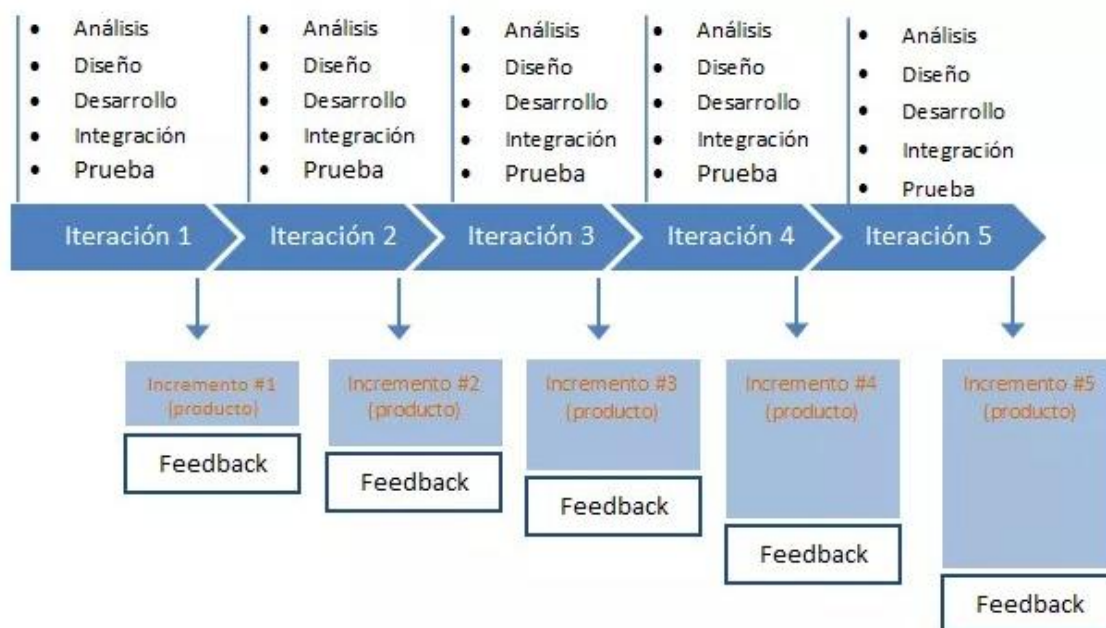 Análisis
Diseño
Desarrollo
Integración
Prueba
Análisis
Diseño
Desarrollo
Integración
Prueba
Análisis
Diseño
Desarrollo
Integración
Prueba
Análisis
Diseño
Desarrollo
Integración
Prueba
Análisis
Diseño
Desarrollo
Integración
Prueba
Iteración 1
Iteración 2
Iteración 3
Iteración 4
Iteración 5
Incremento #1
(producto)
Feedback
Incremento #2
(producto)
Feedback
Incremento #3
(producto)
Feedback
Incremento #4
(producto)
Feedback
Incremento #5
(producto)
Feedback